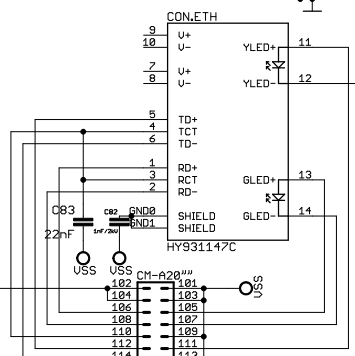 CON.ETH
9 V+
10 V- YLED+ 11
7 V+
8 V- YLED- 12
5 TD+
4 TCT
6 TD-
1 RD+
3 RCT GLED+ 13
2 RD-
C83 C82 GND0 SHIELD GLED- 14
22nF 1nF/2kV GND1 SHIELD
HY931147C
VSS VSS
CM-A20""
102 101 VSS
104 103
106 105
108 107
110 109
112 111
114 113